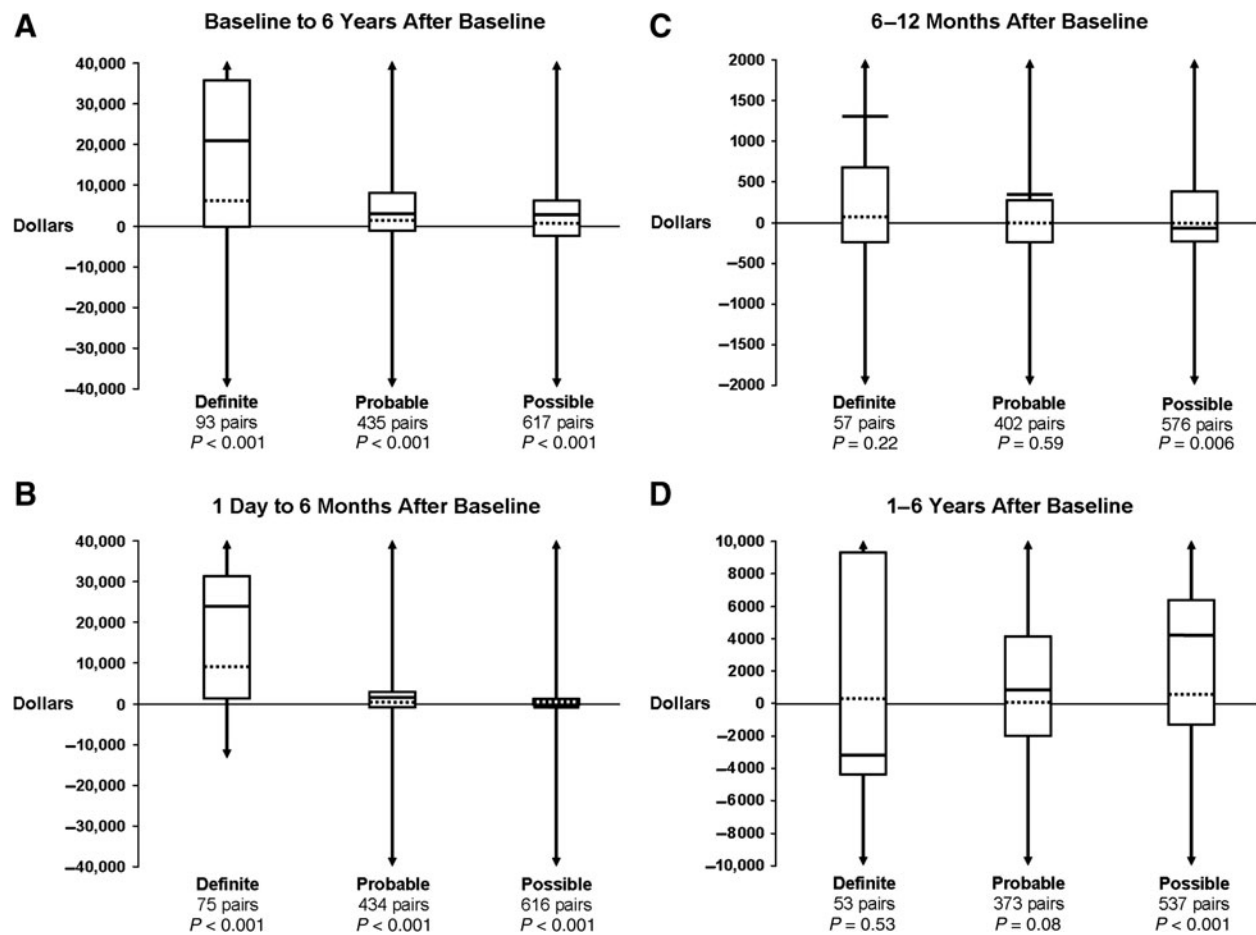 A
Baseline to 6 Years After Baseline
40,000
30,000
20,000
10,000
Dollars 0
–10,000
–20,000
–30,000
–40,000
Definite Probable Possible
93 pairs 435 pairs 617 pairs
P < 0.001 P < 0.001 P < 0.001
B
1 Day to 6 Months After Baseline
40,000
30,000
20,000
10,000
Dollars 0
–10,000
–20,000
–30,000
–40,000
Definite Probable Possible
75 pairs 434 pairs 616 pairs
P < 0.001 P < 0.001 P < 0.001
C
6–12 Months After Baseline
2000
1500
1000
500
Dollars 0
–500
–1000
–1500
–2000
Definite Probable Possible
57 pairs 402 pairs 576 pairs
P = 0.22 P = 0.59 P = 0.006
D
1–6 Years After Baseline
10,000
8000
6000
4000
2000
Dollars 0
–2000
–4000
–6000
–8000
–10,000
Definite Probable Possible
53 pairs 373 pairs 537 pairs
P = 0.53 P = 0.08 P < 0.001